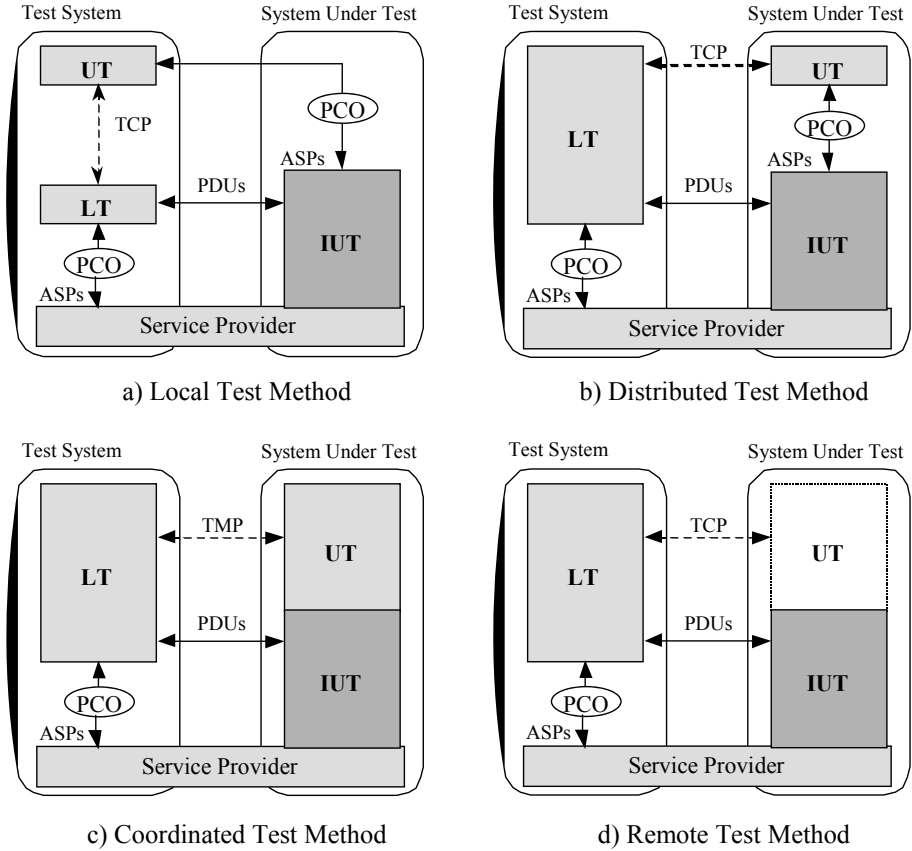 Test System
System Under Test
UT
TCP
PCO
ASPs
LT
PDUs
IUT
PCO
ASPs
Service Provider
a) Local Test Method
Test System
System Under Test
TCP
UT
PCO
LT
ASPs
PDUs
IUT
PCO
ASPs
Service Provider
b) Distributed Test Method
Test System
System Under Test
TMP
UT
LT
PDUs
IUT
PCO
ASPs
Service Provider
c) Coordinated Test Method
Test System
System Under Test
TCP
UT
LT
PDUs
IUT
PCO
ASPs
Service Provider
d) Remote Test Method